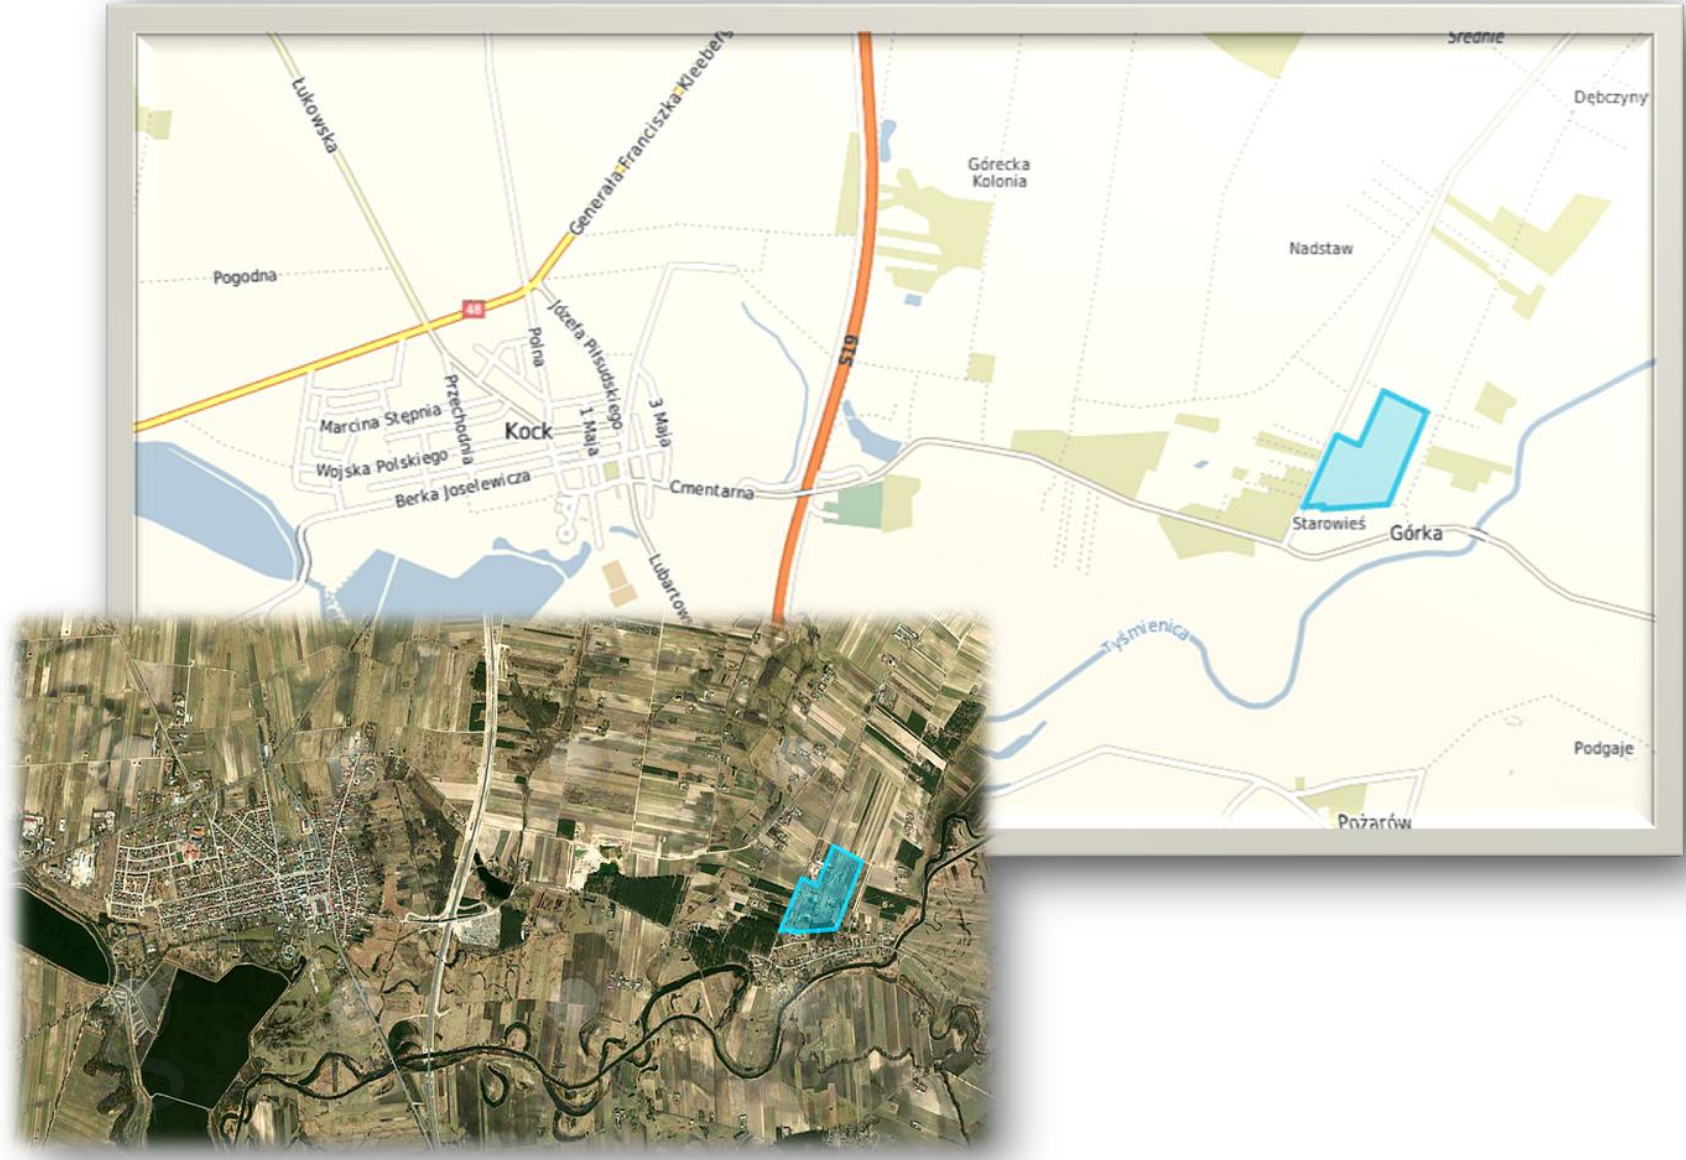 Średnie
Dębczyny
Łukowska
Generała Franciszka Kleeberg
Górecka
Kolonia
Nadstaw
Pogodna
48
Józefa Piłsudskiego
Polna
S19
Przechodnia
3 Maja
1 Maja
Marcina Stępnia
Kock
Wojska Polskiego
Berka Joselewicza
Cmentarna
Starowieś
Górka
Lubartow
Tyśmienica
Podgaje
Pożarów